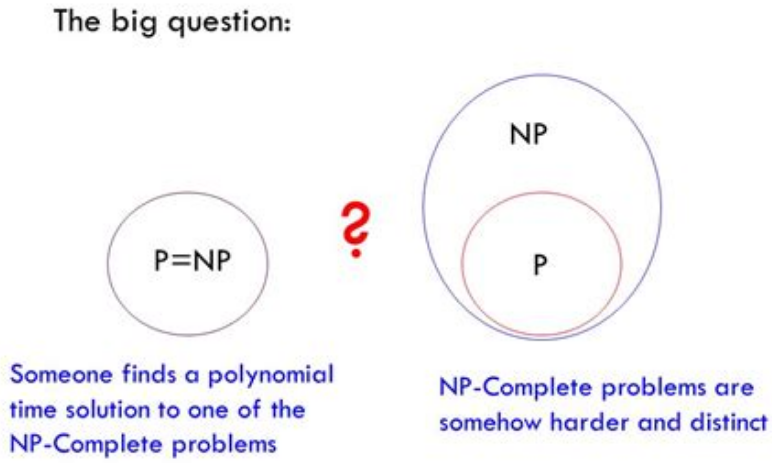 The big question:
NP
P=NP
?
P
Someone finds a polynomial
time solution to one of the
NP-Complete problems
NP-Complete problems are
somehow harder and distinct